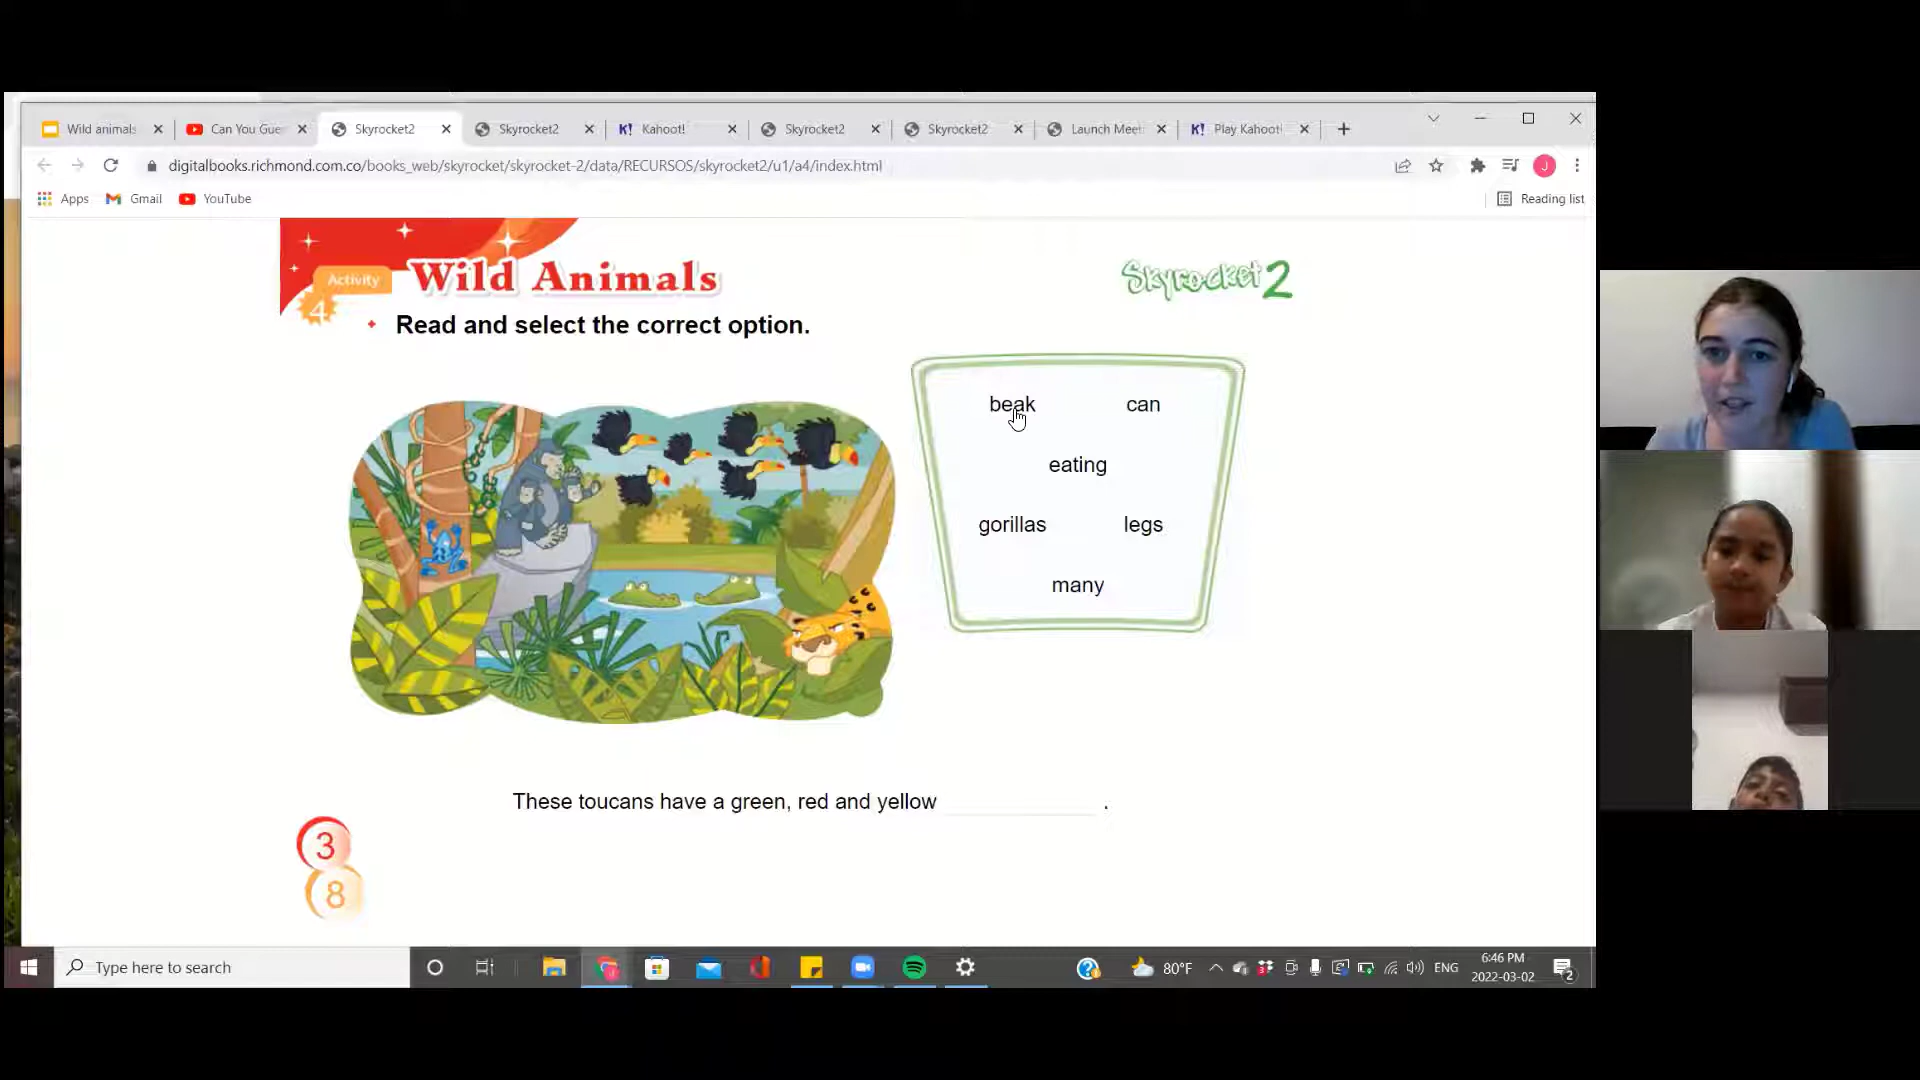 Wild animals
Can You Gue
Skyrocket2
Skyrocket2
Kahoot!
Skyrocket2
Skyrocket2
Launch Meet
Play Kahoot!
digitalbooks.richmond.com.co/books_web/skyrocket/skyrocket-2/data/RECURSOS/skyrocket2/u1/a4/index.html
J
Apps
Gmail
YouTube
Reading list
Activity
4
Wild Animals
Skyrocket 2
Read and select the correct option.
beak can
eating
gorillas legs
many
These toucans have a green, red and yellow .
3
8
Type here to search
80°F
ENG
6:46 PM
2022-03-02
2